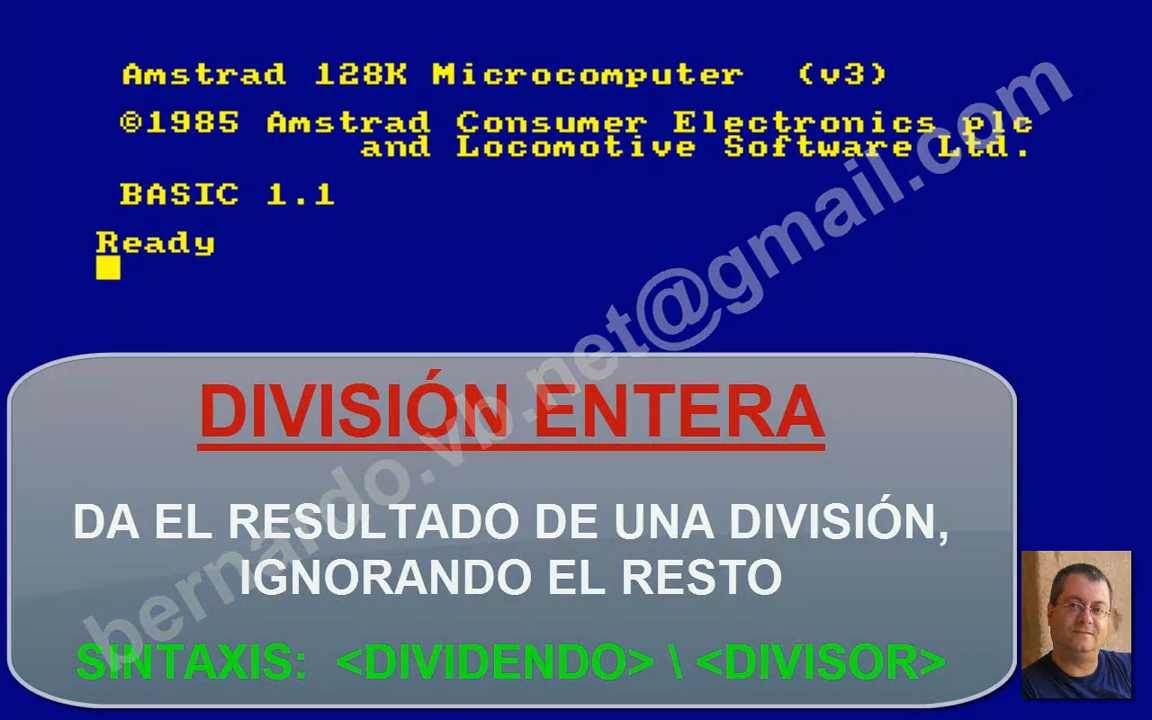 Amstrad 128K Microcomputer (v3)
©1985 Amstrad Consumer Electronics plc
and Locomotive Software Ltd.
BASIC 1.1
Ready
DIVISIÓN ENTERA
DA EL RESULTADO DE UNA DIVISIÓN,
IGNORANDO EL RESTO
SINTAXIS: <DIVIDENDO> \ <DIVISOR>
bernardo.vb.net@gmail.com